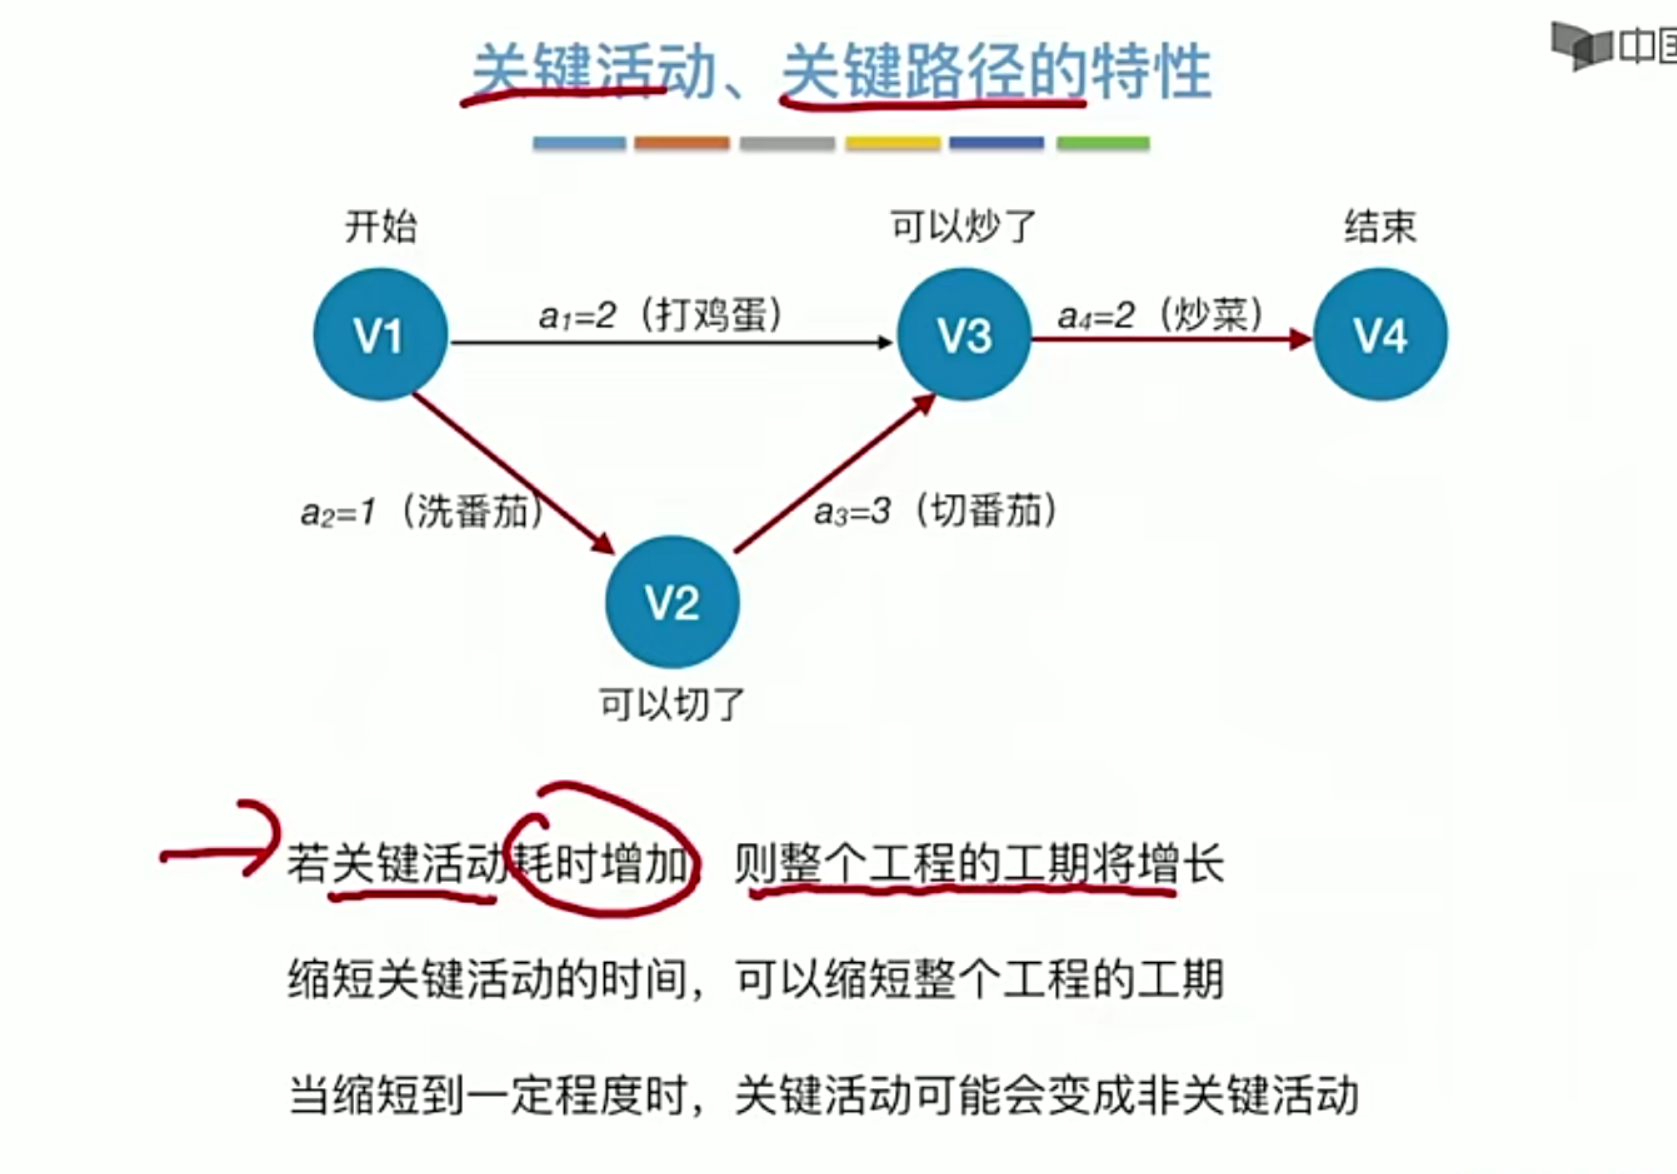 关键活动、关键路径的特性
中国
开始
可以炒了
结束
V1
a₁=2（打鸡蛋）
V3
a₄=2（炒菜）
V4
a₂=1（洗番茄）
a₃=3（切番茄）
V2
可以切了
若关键活动耗时增加 则整个工程的工期将增长
缩短关键活动的时间，可以缩短整个工程的工期
当缩短到一定程度时，关键活动可能会变成非关键活动